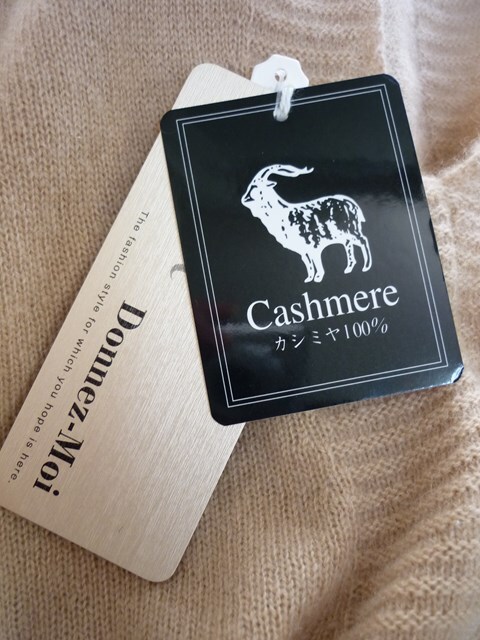 Cashmere
カシミヤ100%
Donnez-Moi
The fashion style for which you hope is here.